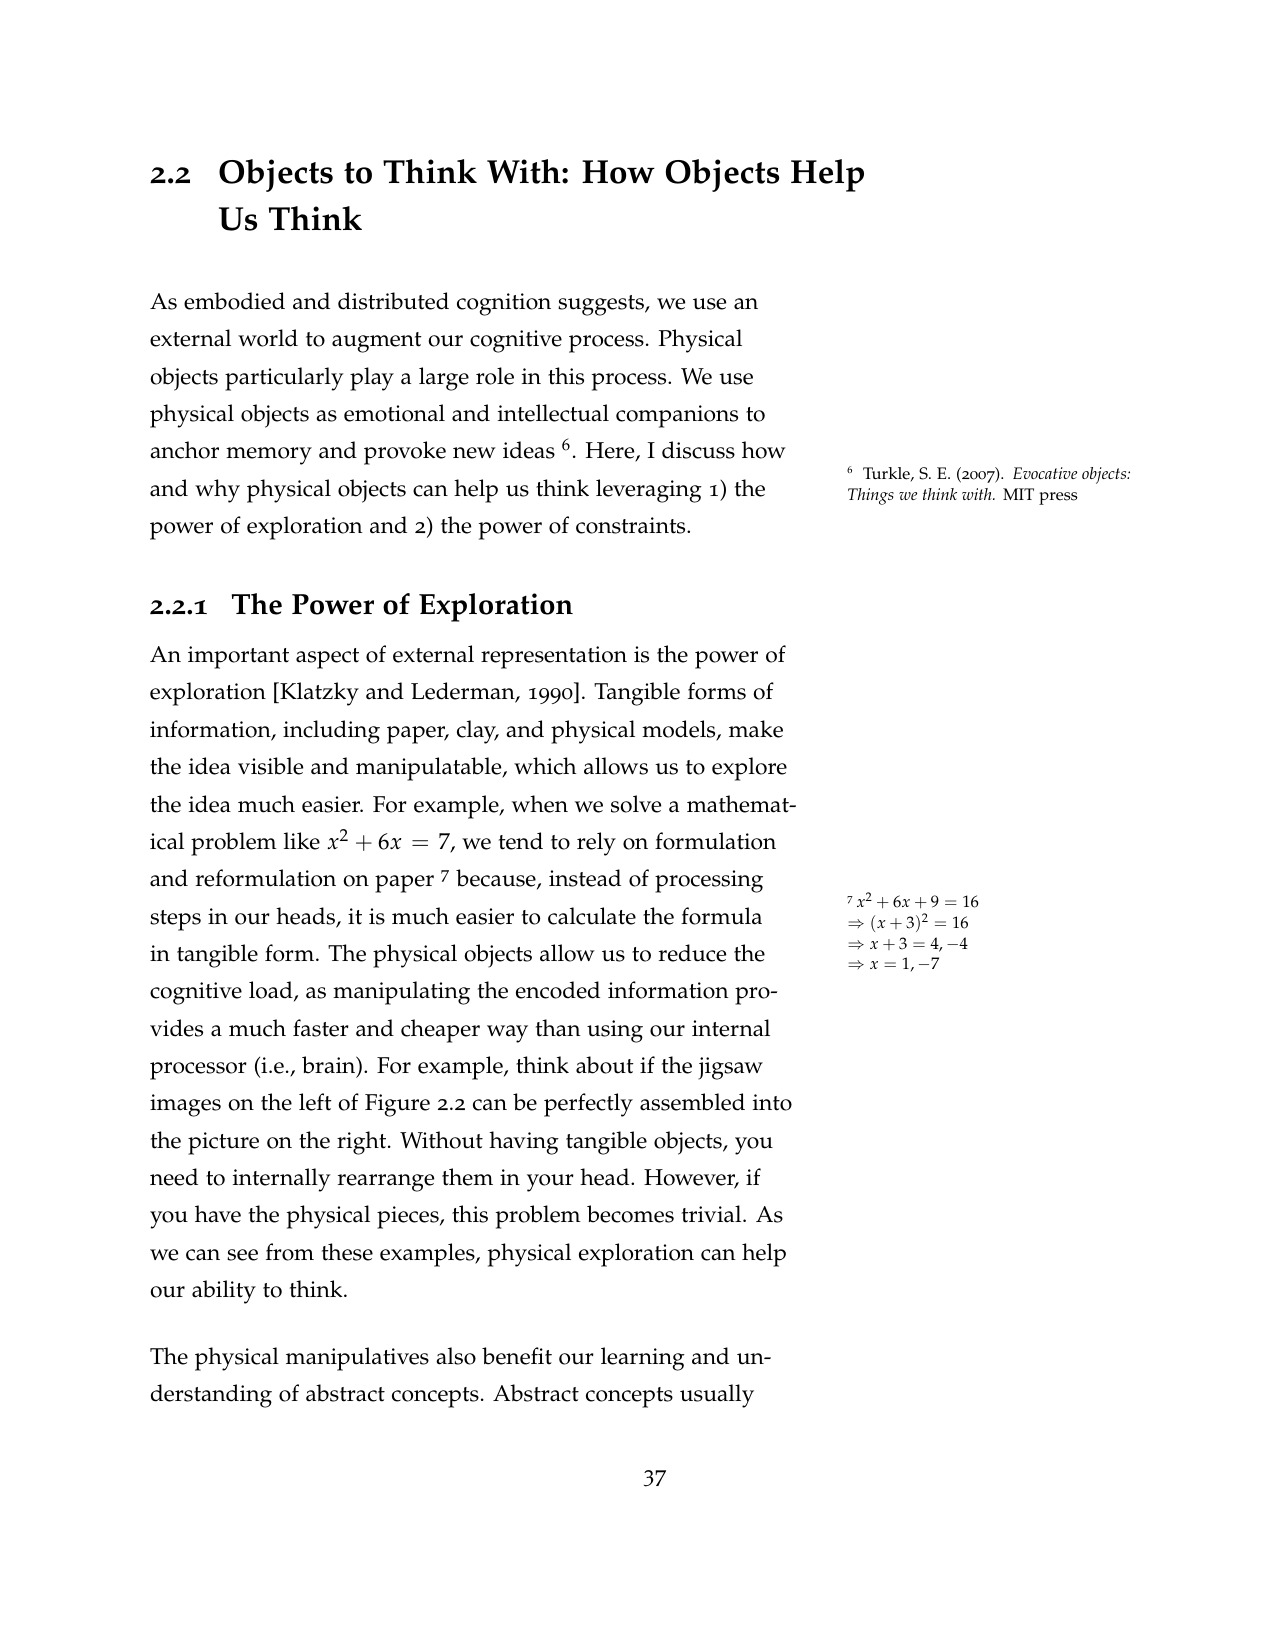 2.2 Objects to Think With: How Objects Help
Us Think
As embodied and distributed cognition suggests, we use an
external world to augment our cognitive process. Physical
objects particularly play a large role in this process. We use
physical objects as emotional and intellectual companions to
anchor memory and provoke new ideas 6. Here, I discuss how
and why physical objects can help us think leveraging 1) the
power of exploration and 2) the power of constraints.
6 Turkle, S. E. (2007). Evocative objects:
Things we think with. MIT press
2.2.1 The Power of Exploration
An important aspect of external representation is the power of
exploration [Klatzky and Lederman, 1990]. Tangible forms of
information, including paper, clay, and physical models, make
the idea visible and manipulatable, which allows us to explore
the idea much easier. For example, when we solve a mathemat-
ical problem like x² + 6x = 7, we tend to rely on formulation
and reformulation on paper 7 because, instead of processing
steps in our heads, it is much easier to calculate the formula
in tangible form. The physical objects allow us to reduce the
cognitive load, as manipulating the encoded information pro-
vides a much faster and cheaper way than using our internal
processor (i.e., brain). For example, think about if the jigsaw
images on the left of Figure 2.2 can be perfectly assembled into
the picture on the right. Without having tangible objects, you
need to internally rearrange them in your head. However, if
you have the physical pieces, this problem becomes trivial. As
we can see from these examples, physical exploration can help
our ability to think.
7 x² + 6x + 9 = 16
⇒ (x + 3)² = 16
⇒ x + 3 = 4, −4
⇒ x = 1, −7
The physical manipulatives also benefit our learning and un-
derstanding of abstract concepts. Abstract concepts usually
37